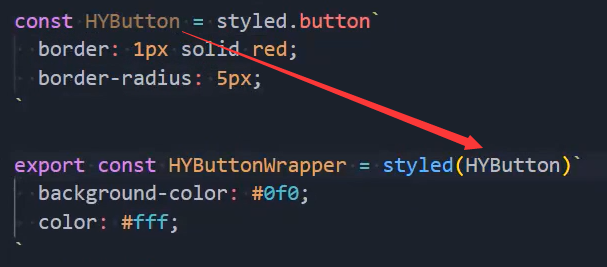 const HYButton = styled.button`
  border: 1px solid red;
  border-radius: 5px;
`
export const HYButtonWrapper = styled(HYButton)`
  background-color: #0f0;
  color: #fff;
`